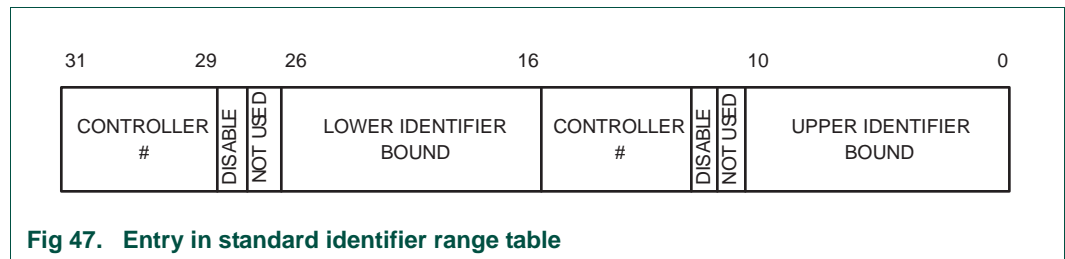 31 29 26 16 10 0
CONTROLLER # DISABLE NOT USED LOWER IDENTIFIER BOUND CONTROLLER # DISABLE NOT USED UPPER IDENTIFIER BOUND
Fig 47. Entry in standard identifier range table